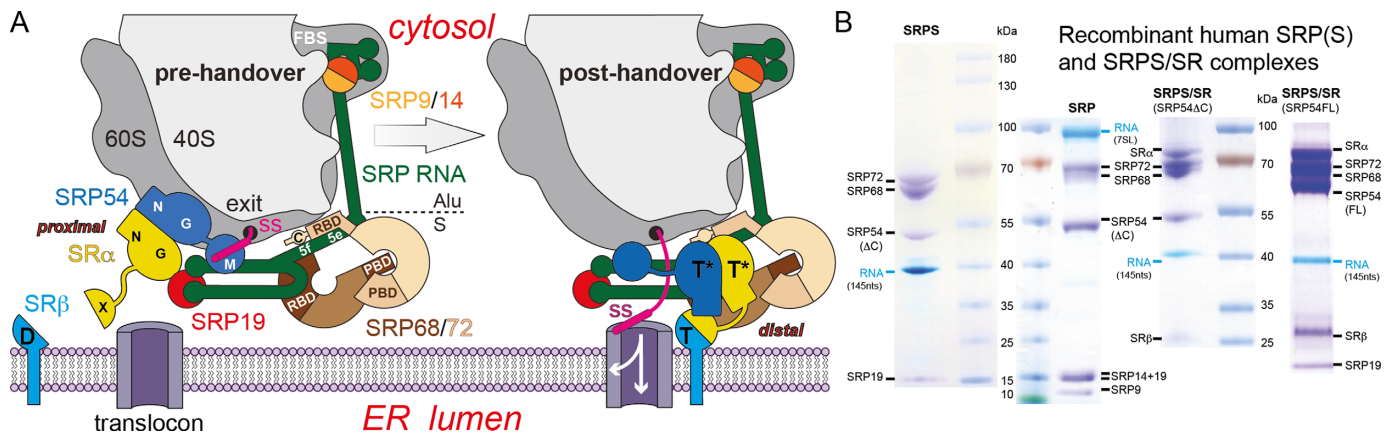 A
cytosol
FBS
pre-handover
60S
40S
SRP9/14
SRP RNA
SRP54
N
G
exit
SS
Alu
S
proximal
N
G
SRα
M
C
RBD
5f
5e
X
RBD
PBD
PBD
SRβ
D
SRP19
SRP68/72
translocon
ER lumen
post-handover
T*
T*
SS
T
distal
B
Recombinant human SRP(S)
and SRPS/SR complexes
SRPS
kDa
180
130
100
70
55
40
35
25
15
10
SRP72
SRP68
SRP54
(ΔC)
RNA
(145nts)
SRP19
SRP
RNA
(7SL)
SRP72
SRP68
SRP54
(ΔC)
SRP14+19
SRP9
SRPS/SR
(SRP54ΔC)
kDa
100
70
55
40
35
25
SRα
RNA
(145nts)
SRβ
SRPS/SR
(SRP54FL)
SRα
SRP72
SRP68
SRP54
(FL)
RNA
(145nts)
SRβ
SRP19